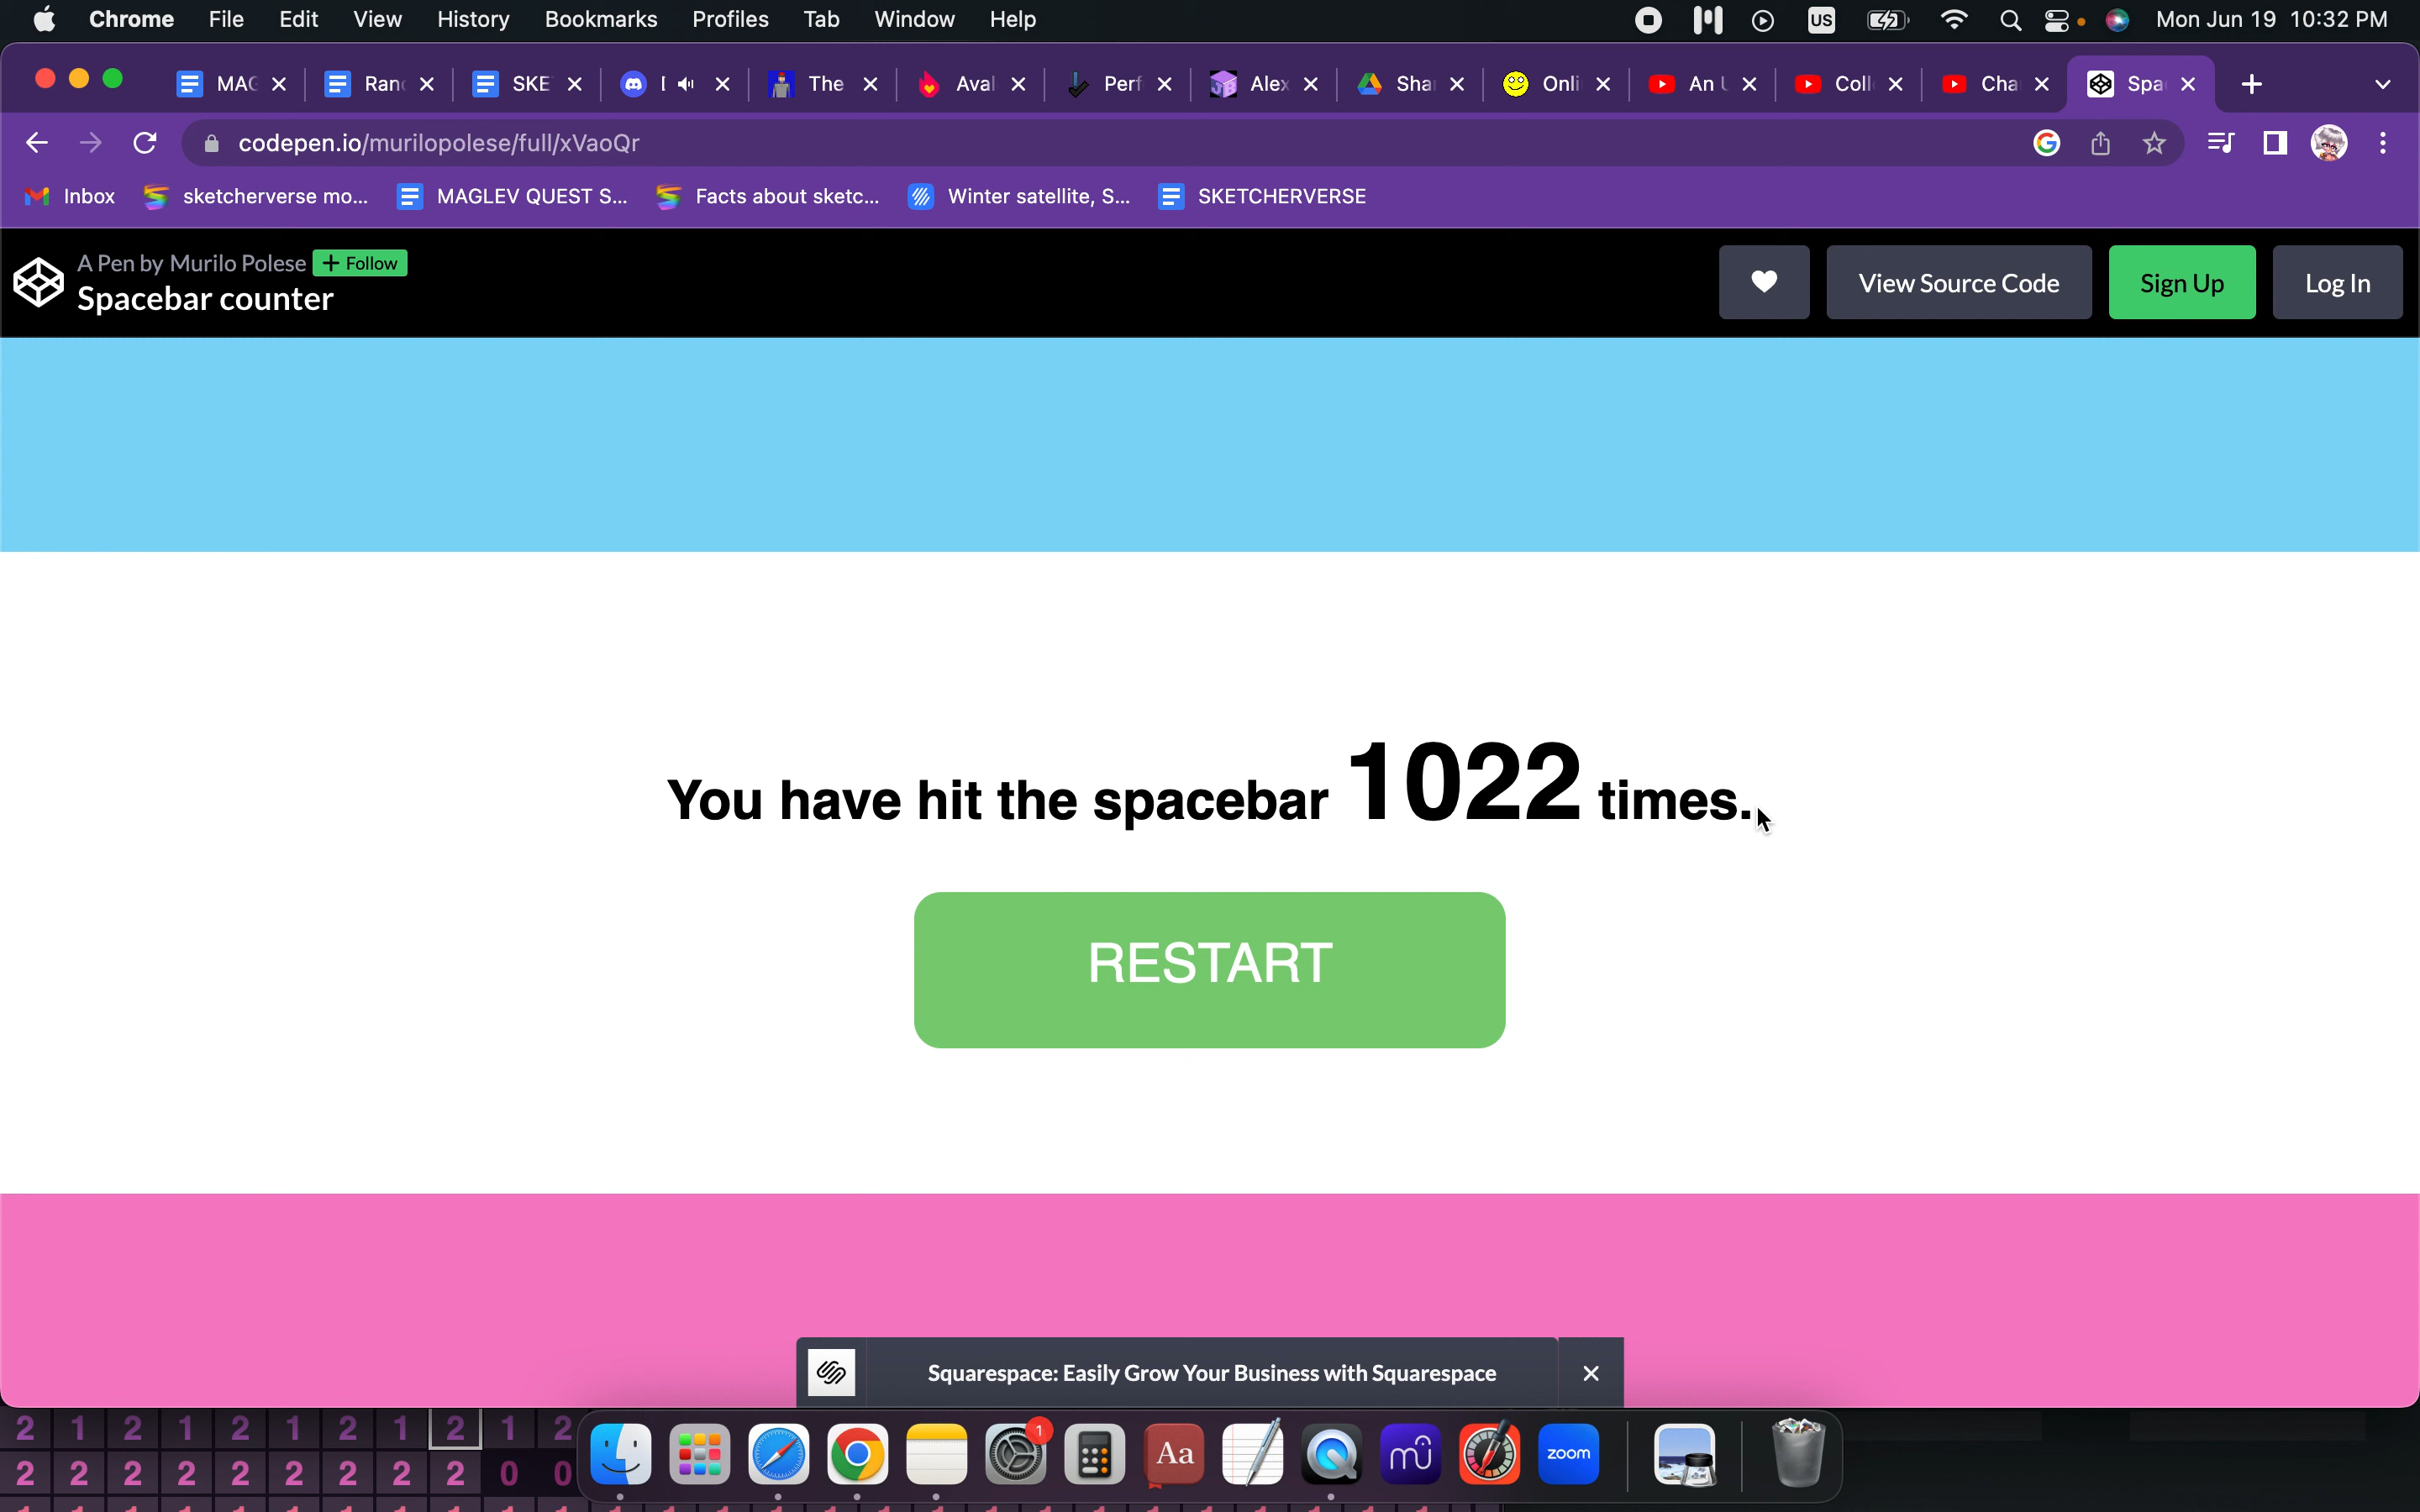 Chrome File Edit View History Bookmarks Profiles Tab Window Help US Mon Jun 19 10:32 PM
MAG Ran SKE The Aval Perf Alex Sha Onli An Coll Cha Spa
codepen.io/murilopolese/full/xVaoQr
Inbox sketcherverse mo... MAGLEV QUEST S... Facts about sketc... Winter satellite, S... SKETCHERVERSE
A Pen by Murilo Polese + Follow
Spacebar counter
View Source Code Sign Up Log In
You have hit the spacebar 1022 times.
RESTART
Squarespace: Easily Grow Your Business with Squarespace
2 1 2 1 2 1 2 1 2 1 2
2 2 2 2 2 2 2 2 2 0 0
1 Aa zoom